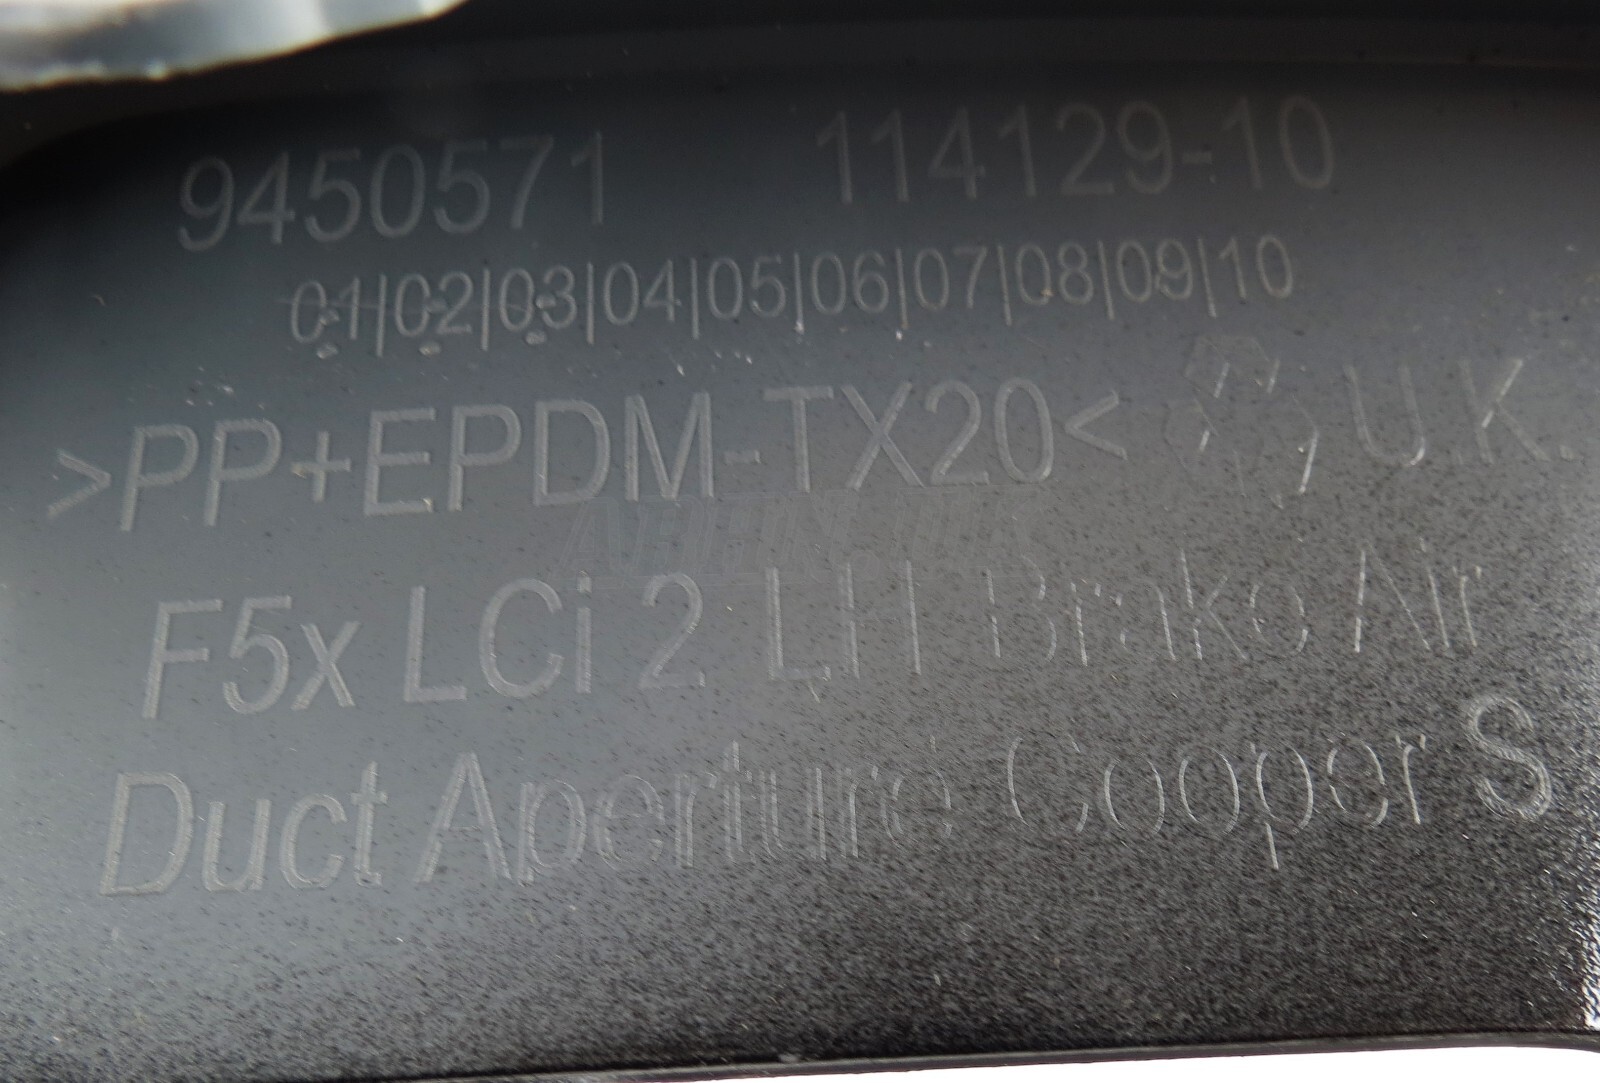 9450571 114129-10
01|02|03|04|05|06|07|08|09|10
>PP+EPDM-TX20< U.K.
F5x LCi 2 LH Brake Air
Duct Aperture Cooper S